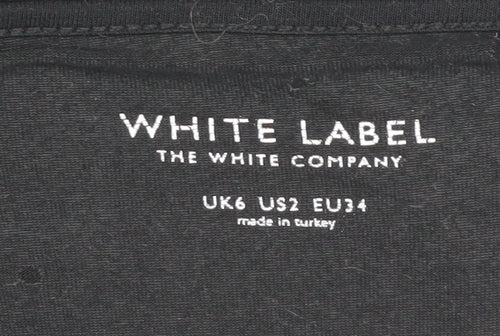 WHITE LABEL
THE WHITE COMPANY
UK6 US2 EU34
made in turkey